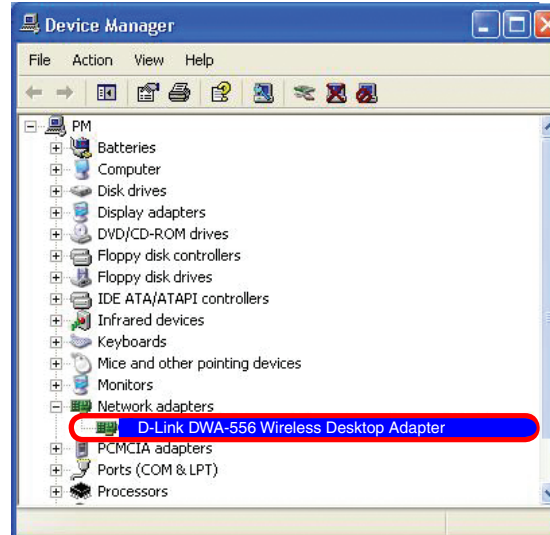 Device Manager
File Action View Help
PM
Batteries
Computer
Disk drives
Display adapters
DVD/CD-ROM drives
Floppy disk controllers
Floppy disk drives
IDE ATA/ATAPI controllers
Infrared devices
Keyboards
Mice and other pointing devices
Monitors
Network adapters
D-Link DWA-556 Wireless Desktop Adapter
PCMCIA adapters
Ports (COM & LPT)
Processors